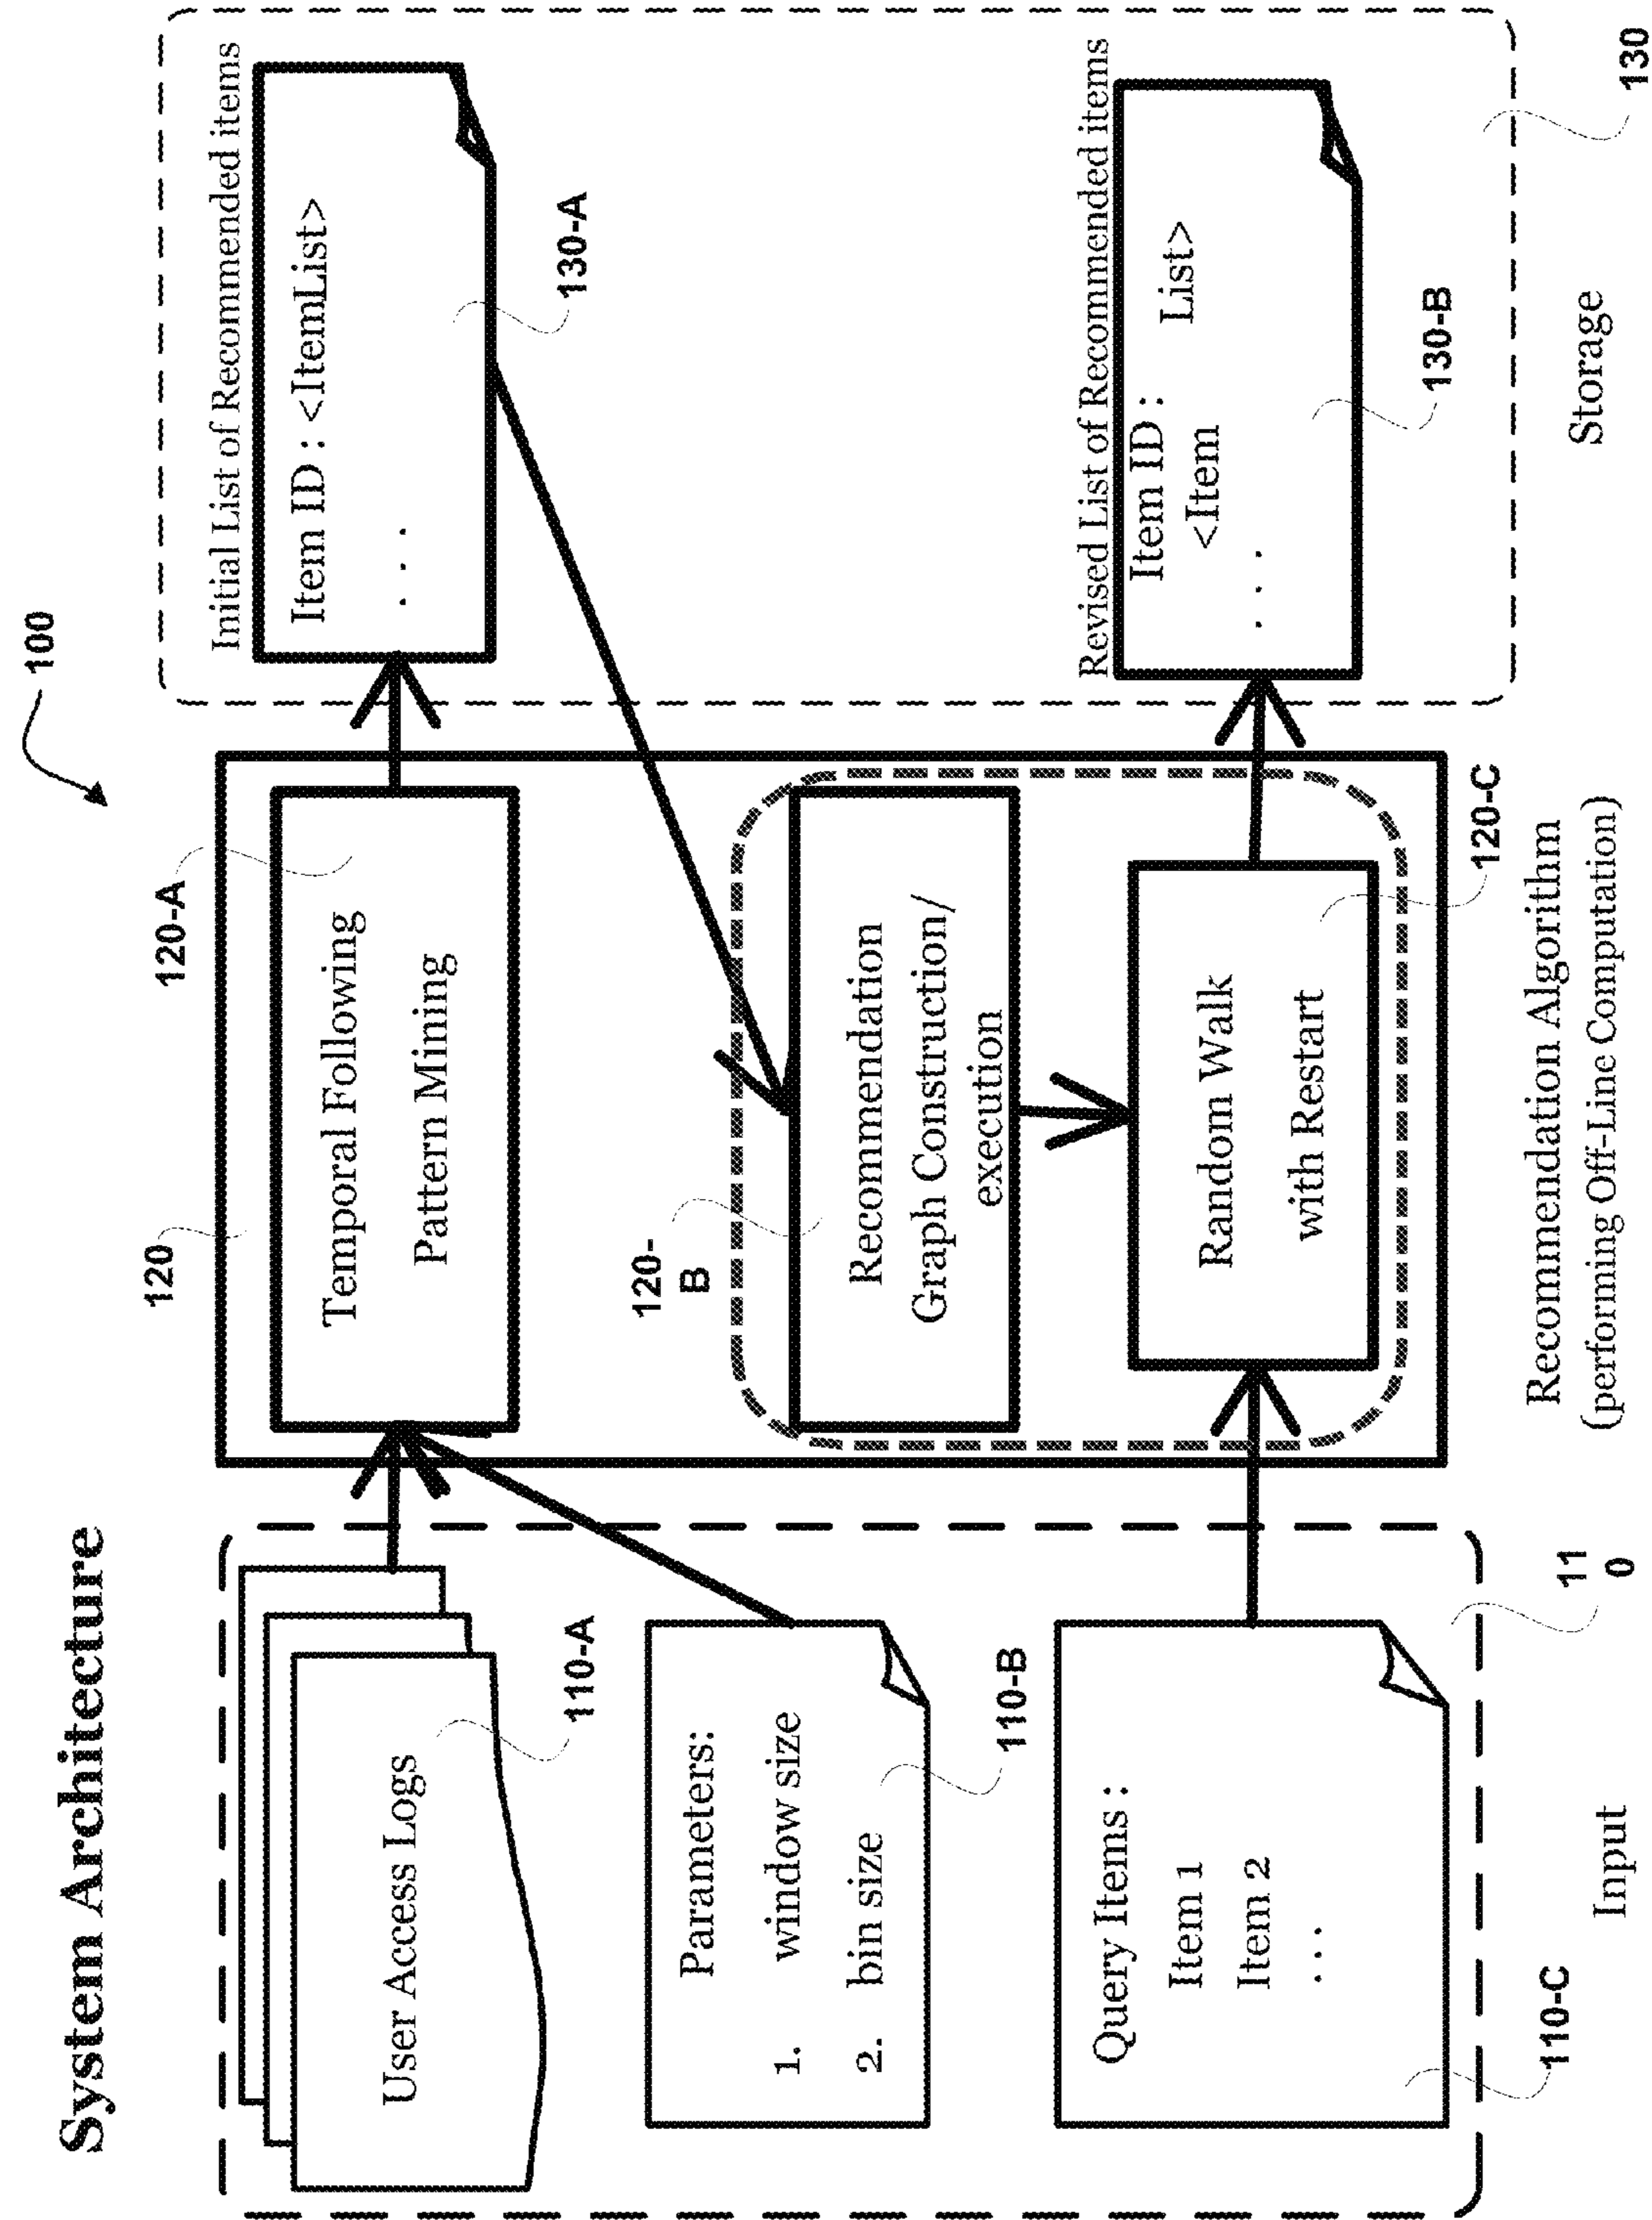 System Architecture
100
User Access Logs
110-A
Parameters:
1. window size
2. bin size
110-B
Query Items :
Item 1
Item 2
. . .
110-C
11
0
Input
120
120-A
Temporal Following
Pattern Mining
120-
B
Recommendation
Graph Construction/
execution
Random Walk
with Restart
120-C
Recommendation Algorithm
(performing Off-Line Computation)
Initial List of Recommended items
Item ID : <ItemList>
. . .
130-A
Revised List of Recommended items
Item ID :
<Item List>
. . .
130-B
Storage
130